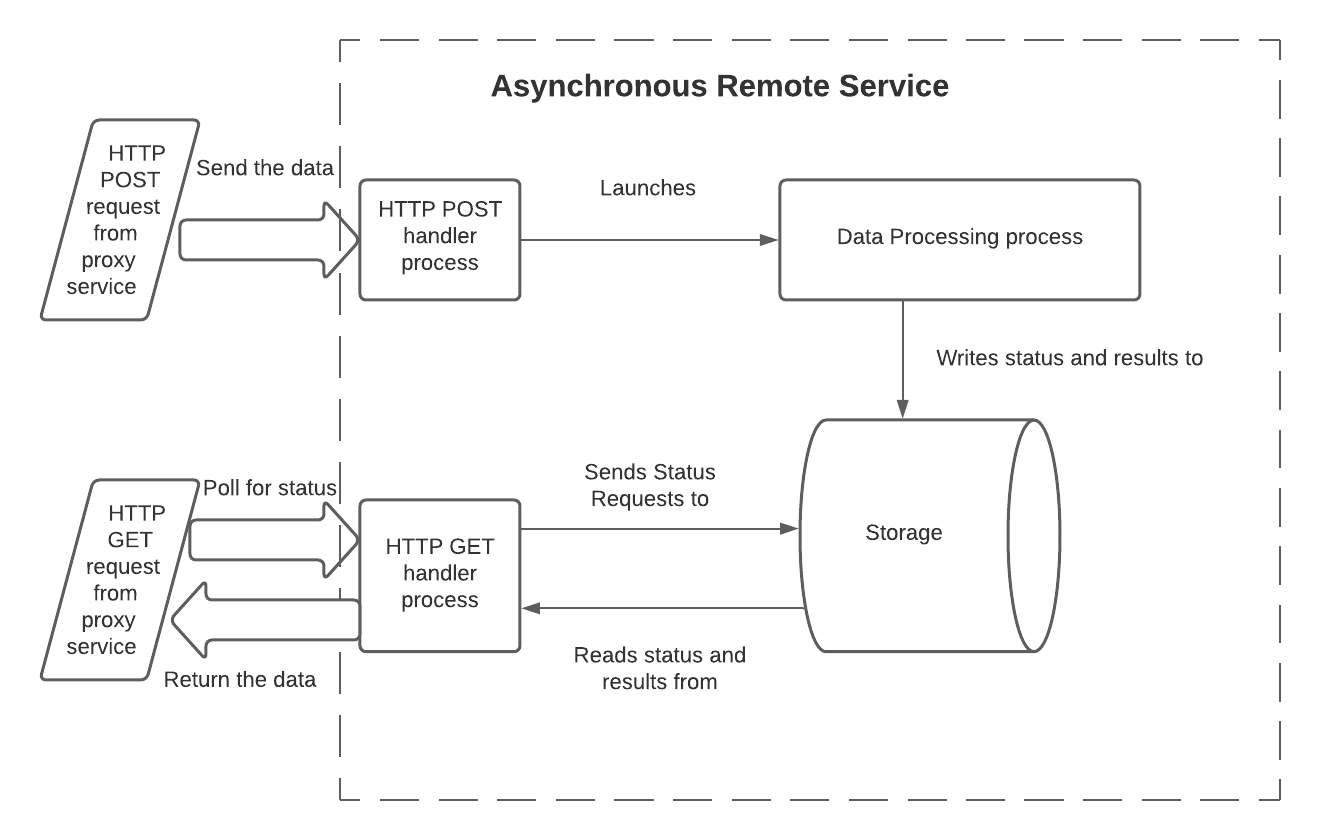 Asynchronous Remote Service
HTTP
POST
request
from
proxy
service
Send the data
HTTP POST
handler
process
Launches
Data Processing process
Writes status and results to
HTTP
GET
request
from
proxy
service
Poll for status
Return the data
HTTP GET
handler
process
Sends Status
Requests to
Reads status and
results from
Storage